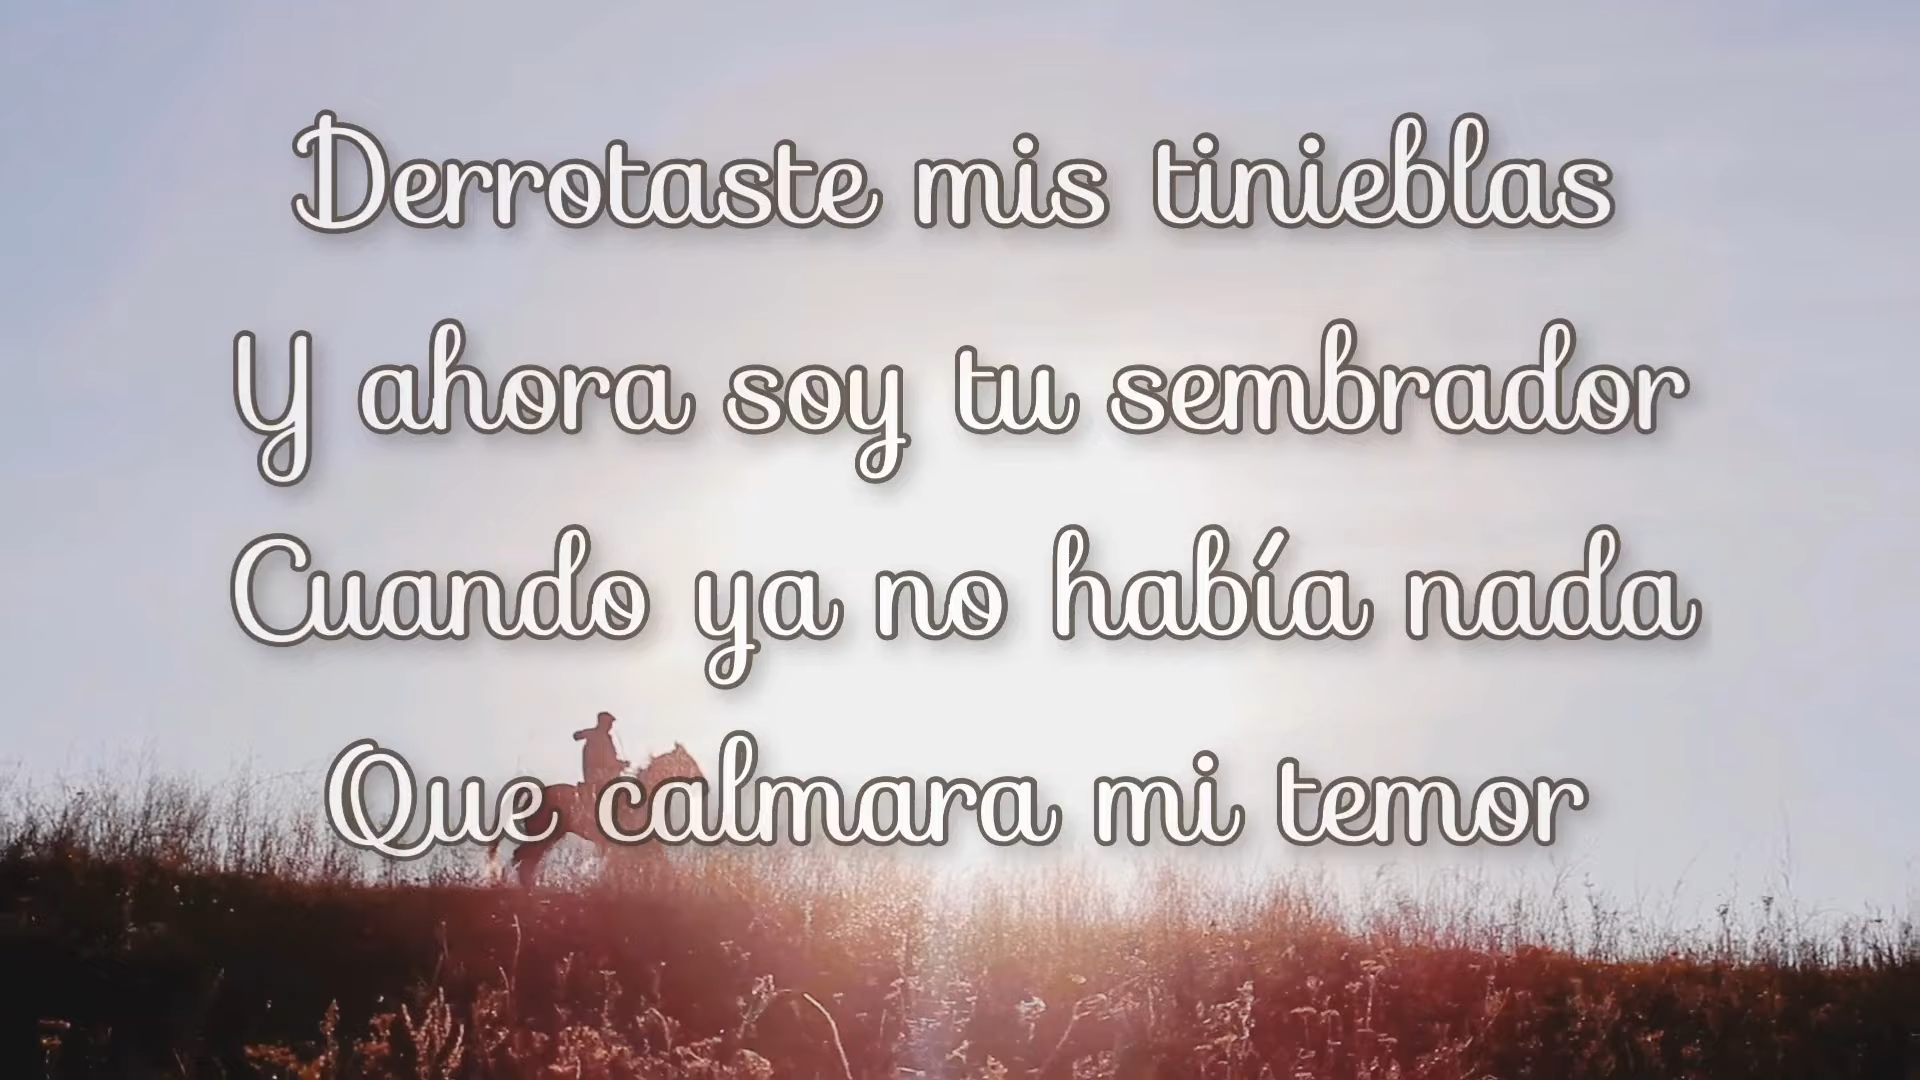 Derrotaste mis tinieblas
Y ahora soy tu sembrador
Cuando ya no había nada
Que calmara mi temor